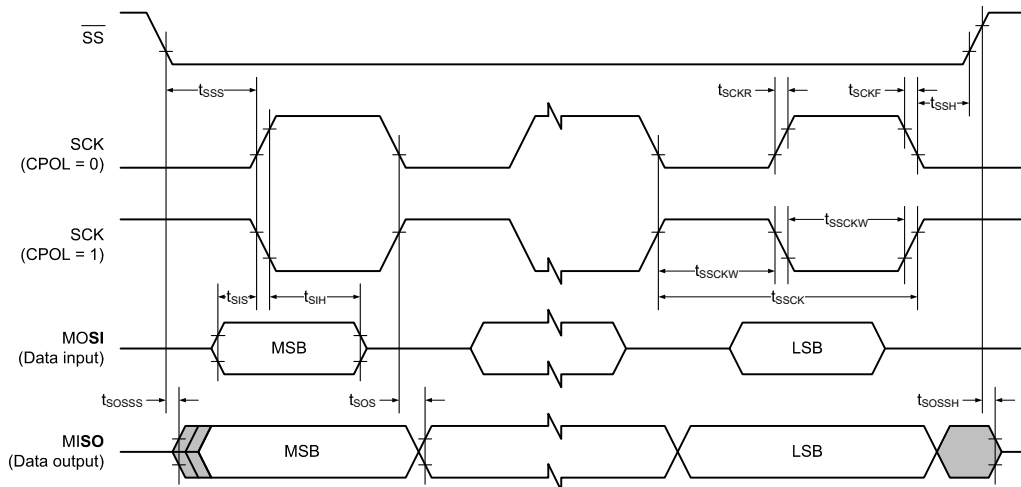 SS
tSSS
tSCKR
tSCKF
tSSH
SCK
(CPOL = 0)
SCK
(CPOL = 1)
tSSCKW
tSSCKW
tSIS
tSIH
tSSCK
MOSI
(Data input)
MSB
LSB
tSOSSS
tSOS
tSOSSH
MISO
(Data output)
MSB
LSB